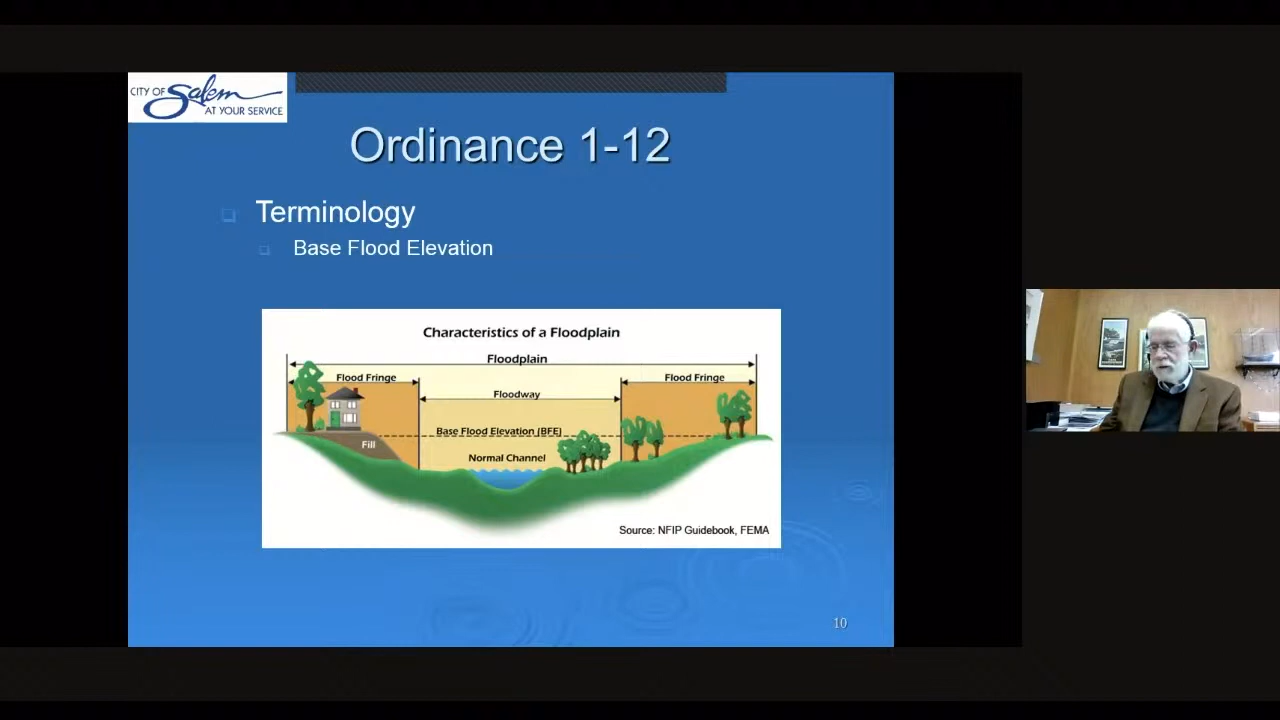 CITY OF Salem
AT YOUR SERVICE
Ordinance 1-12
Terminology
Base Flood Elevation
Characteristics of a Floodplain
Floodplain
Flood Fringe
Flood Fringe
Floodway
Base Flood Elevation (BFE)
Fill
Normal Channel
Source: NFIP Guidebook, FEMA
10